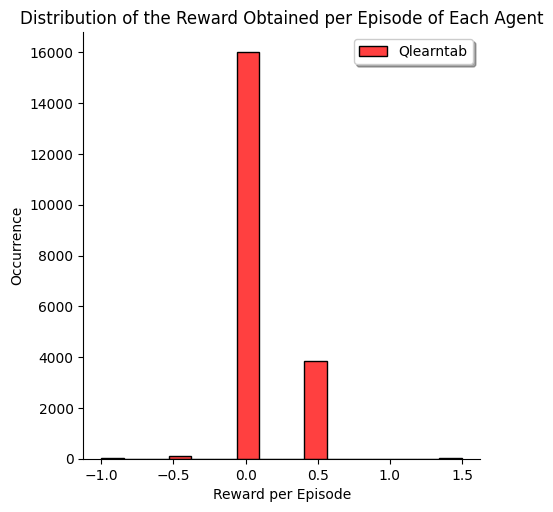 Distribution of the Reward Obtained per Episode of Each Agent
Qlearntab
16000
14000
12000
10000
8000
6000
4000
2000
0
Occurrence
−1.0 −0.5 0.0 0.5 1.0 1.5
Reward per Episode